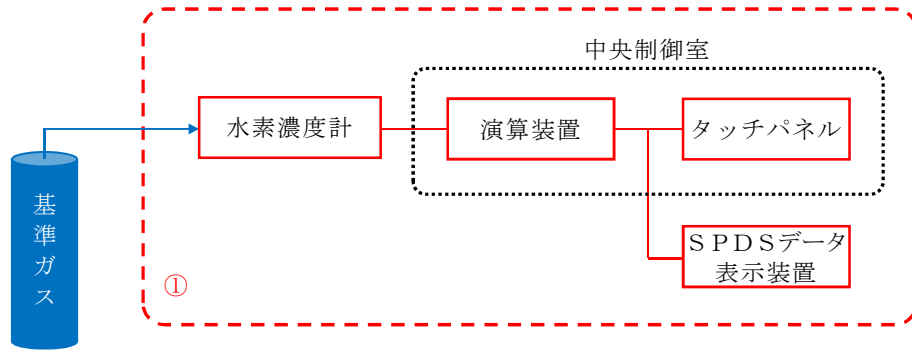 中央制御室
水素濃度計
演算装置
タッチパネル
基準ガス
ＳＰＤＳデータ
表示装置
①